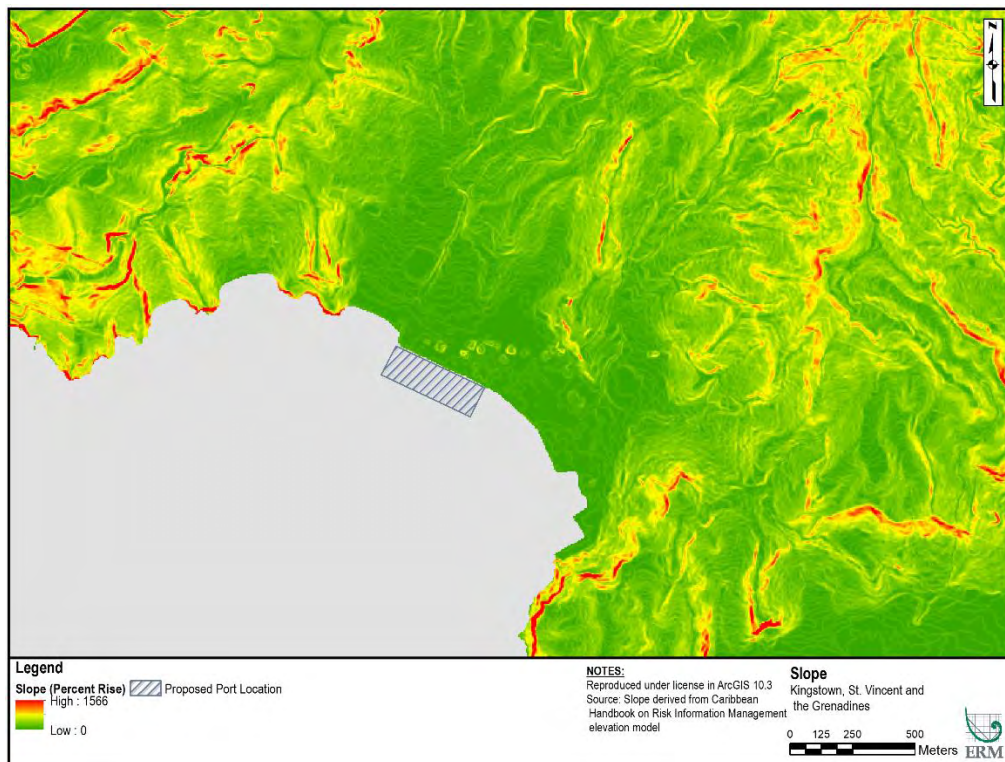 N
Legend
Slope (Percent Rise)
High : 1566
Low : 0
Proposed Port Location
NOTES:
Reproduced under license in ArcGIS 10.3
Source: Slope derived from Caribbean
Handbook on Risk Information Management
elevation model
Slope
Kingstown, St. Vincent and
the Grenadines
0 125 250 500
Meters
ERM